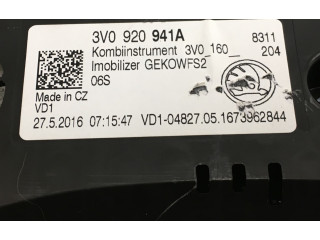 3V0 920 941A 8311
Kombiinstrument 3V0_160__ 204
Imobilizer GEKOWFS2
06S
Made in CZ
VD1
27.5.2016 07:15:47 VD1-04827.05.1673962844